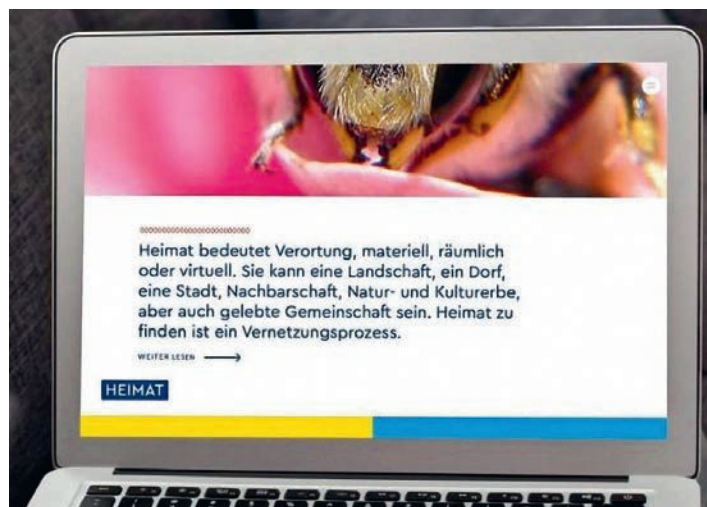 Heimat bedeutet Verortung, materiell, räumlich
oder virtuell. Sie kann eine Landschaft, ein Dorf,
eine Stadt, Nachbarschaft, Natur- und Kulturerbe,
aber auch gelebte Gemeinschaft sein. Heimat zu
finden ist ein Vernetzungsprozess.
WEITER LESEN
HEIMAT